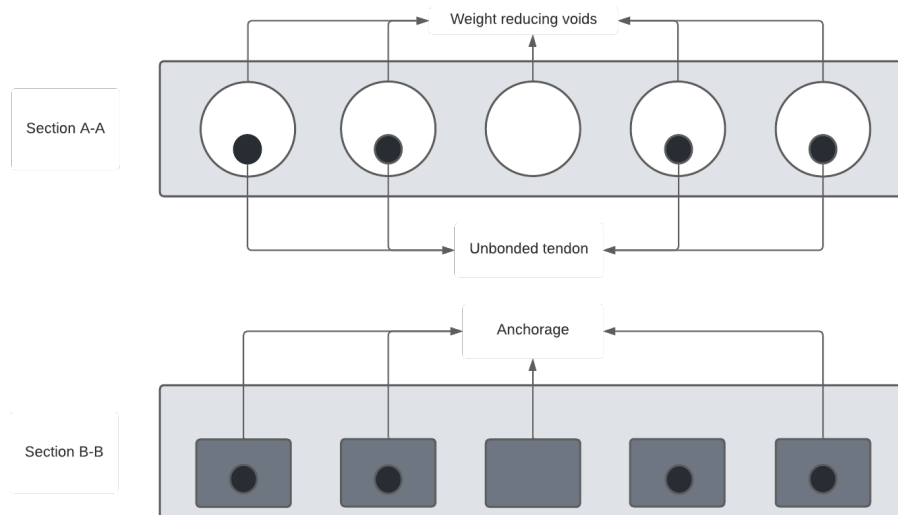 Weight reducing voids
Section A-A
Unbonded tendon
Anchorage
Section B-B